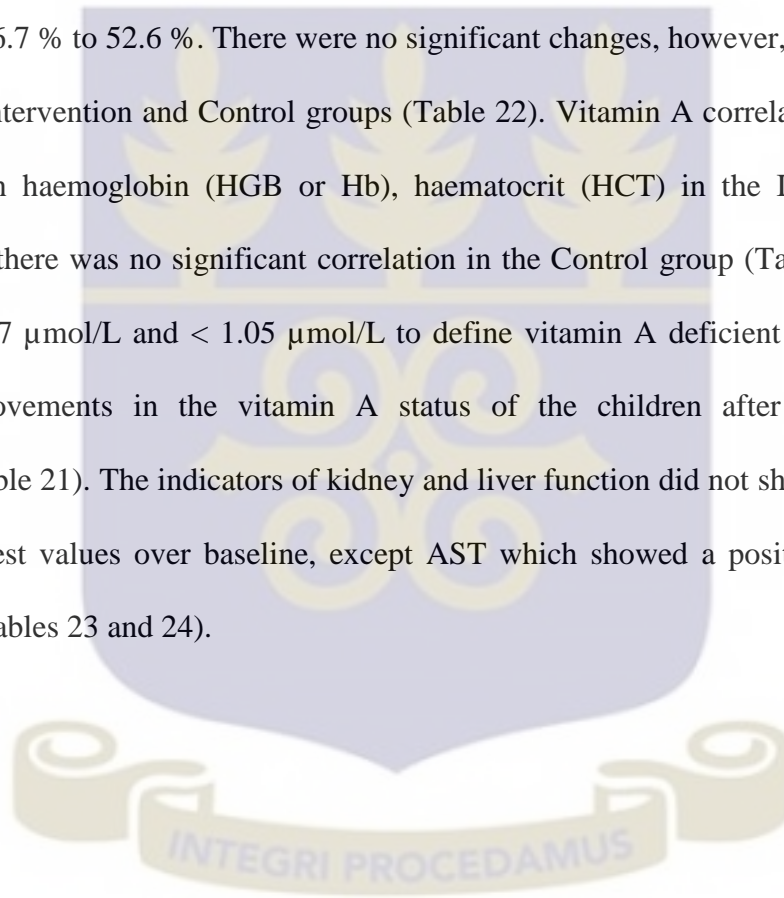 6.7 % to 52.6 %. There were no significant changes, however,
ntervention and Control groups (Table 22). Vitamin A correla
n haemoglobin (HGB or Hb), haematocrit (HCT) in the I
there was no significant correlation in the Control group (Ta
7 µmol/L and < 1.05 µmol/L to define vitamin A deficient
ovements in the vitamin A status of the children after
ble 21). The indicators of kidney and liver function did not sh
est values over baseline, except AST which showed a posit
ables 23 and 24).
INTEGRI PROCEDAMUS